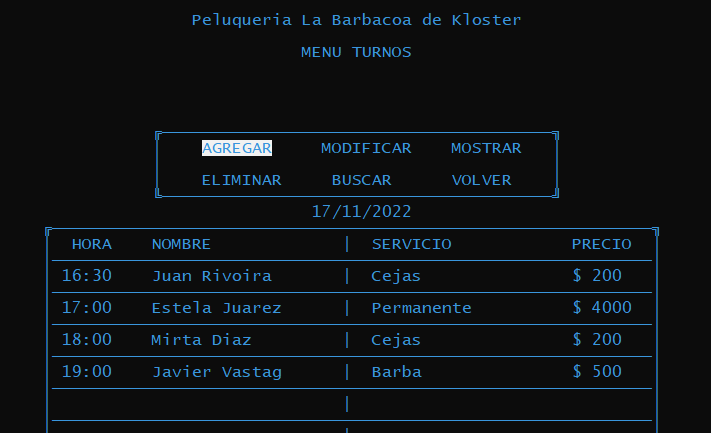 Peluqueria La Barbacoa de Kloster
MENU TURNOS
AGREGAR MODIFICAR MOSTRAR
ELIMINAR BUSCAR VOLVER
17/11/2022
HORA NOMBRE | SERVICIO PRECIO
16:30 Juan Rivoira | Cejas $ 200
17:00 Estela Juarez | Permanente $ 4000
18:00 Mirta Diaz | Cejas $ 200
19:00 Javier Vastag | Barba $ 500